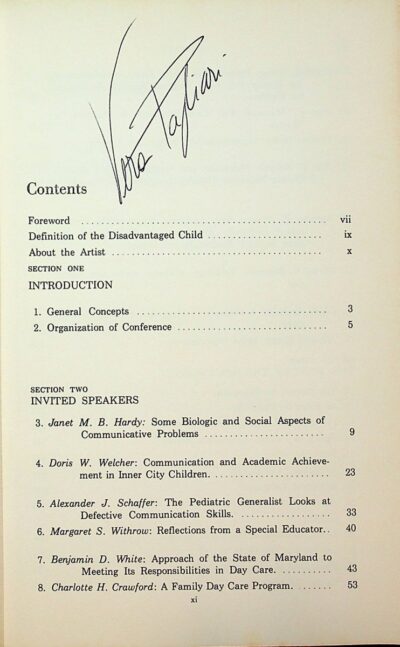 Vera Pagliari
Contents
Foreword ........................................ vii
Definition of the Disadvantaged Child ........................ ix
About the Artist ........................................ x
SECTION ONE
INTRODUCTION
1. General Concepts ........................................ 3
2. Organization of Conference ............................ 5
SECTION TWO
INVITED SPEAKERS
3. Janet M. B. Hardy: Some Biologic and Social Aspects of
Communicative Problems ........................ 9
4. Doris W. Welcher: Communication and Academic Achieve-
ment in Inner City Children. ........................ 23
5. Alexander J. Schaffer: The Pediatric Generalist Looks at
Defective Communication Skills. .................... 33
6. Margaret S. Withrow: Reflections from a Special Educator.. 40
7. Benjamin D. White: Approach of the State of Maryland to
Meeting Its Responsibilities in Day Care. .......... 43
8. Charlotte H. Crawford: A Family Day Care Program. ....... 53
xi